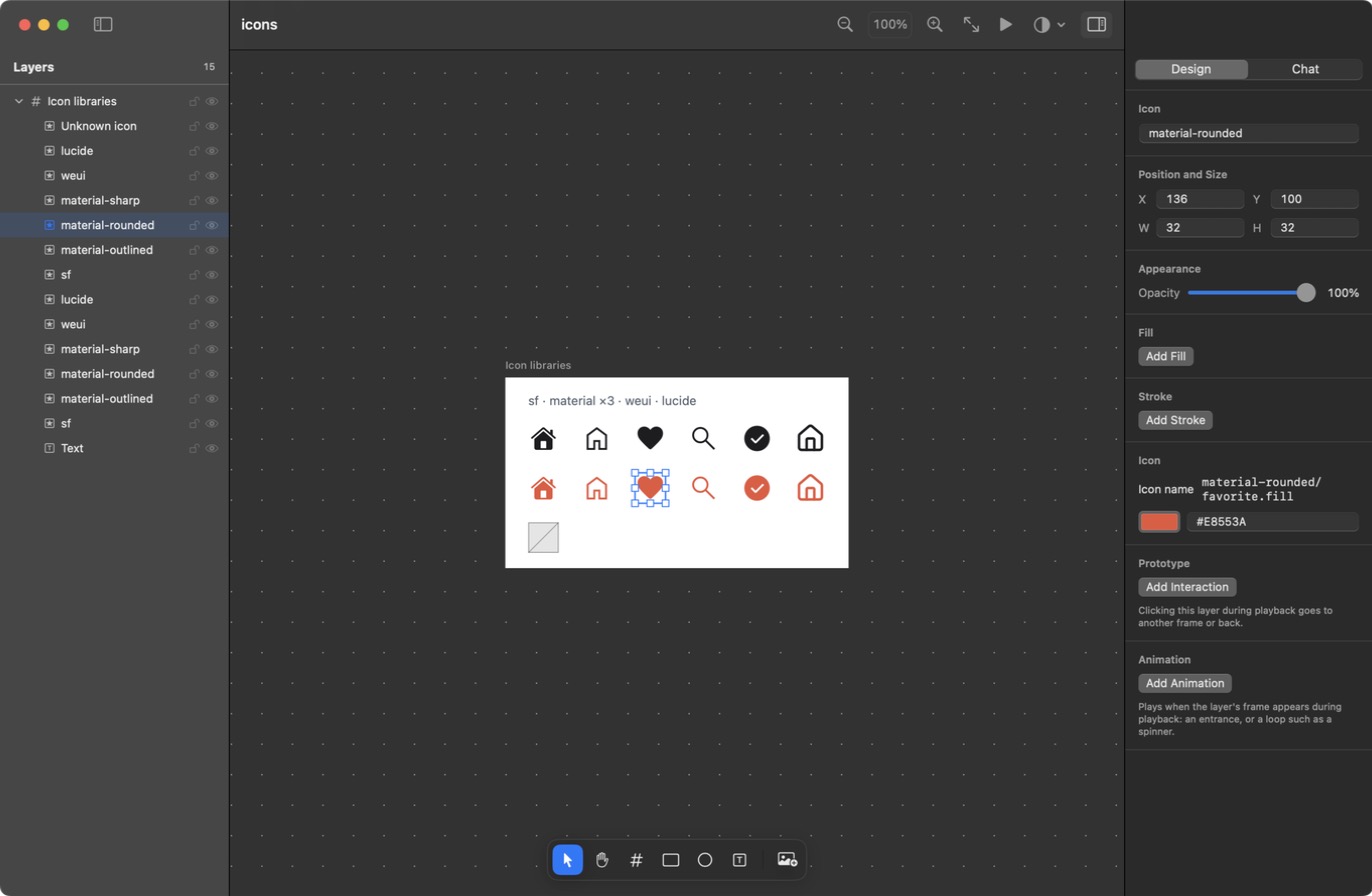 icons
100%
Layers
15
Icon libraries
Unknown icon
lucide
weui
material-sharp
material-rounded
material-outlined
sf
lucide
weui
material-sharp
material-rounded
material-outlined
sf
Text
Icon libraries
sf · material ×3 · weui · lucide
Design
Chat
Icon
material-rounded
Position and Size
X 136 Y 100
W 32 H 32
Appearance
Opacity 100%
Fill
Add Fill
Stroke
Add Stroke
Icon
Icon name material-rounded/
favorite.fill
#E8553A
Prototype
Add Interaction
Clicking this layer during playback goes to
another frame or back.
Animation
Add Animation
Plays when the layer's frame appears during
playback: an entrance, or a loop such as a
spinner.